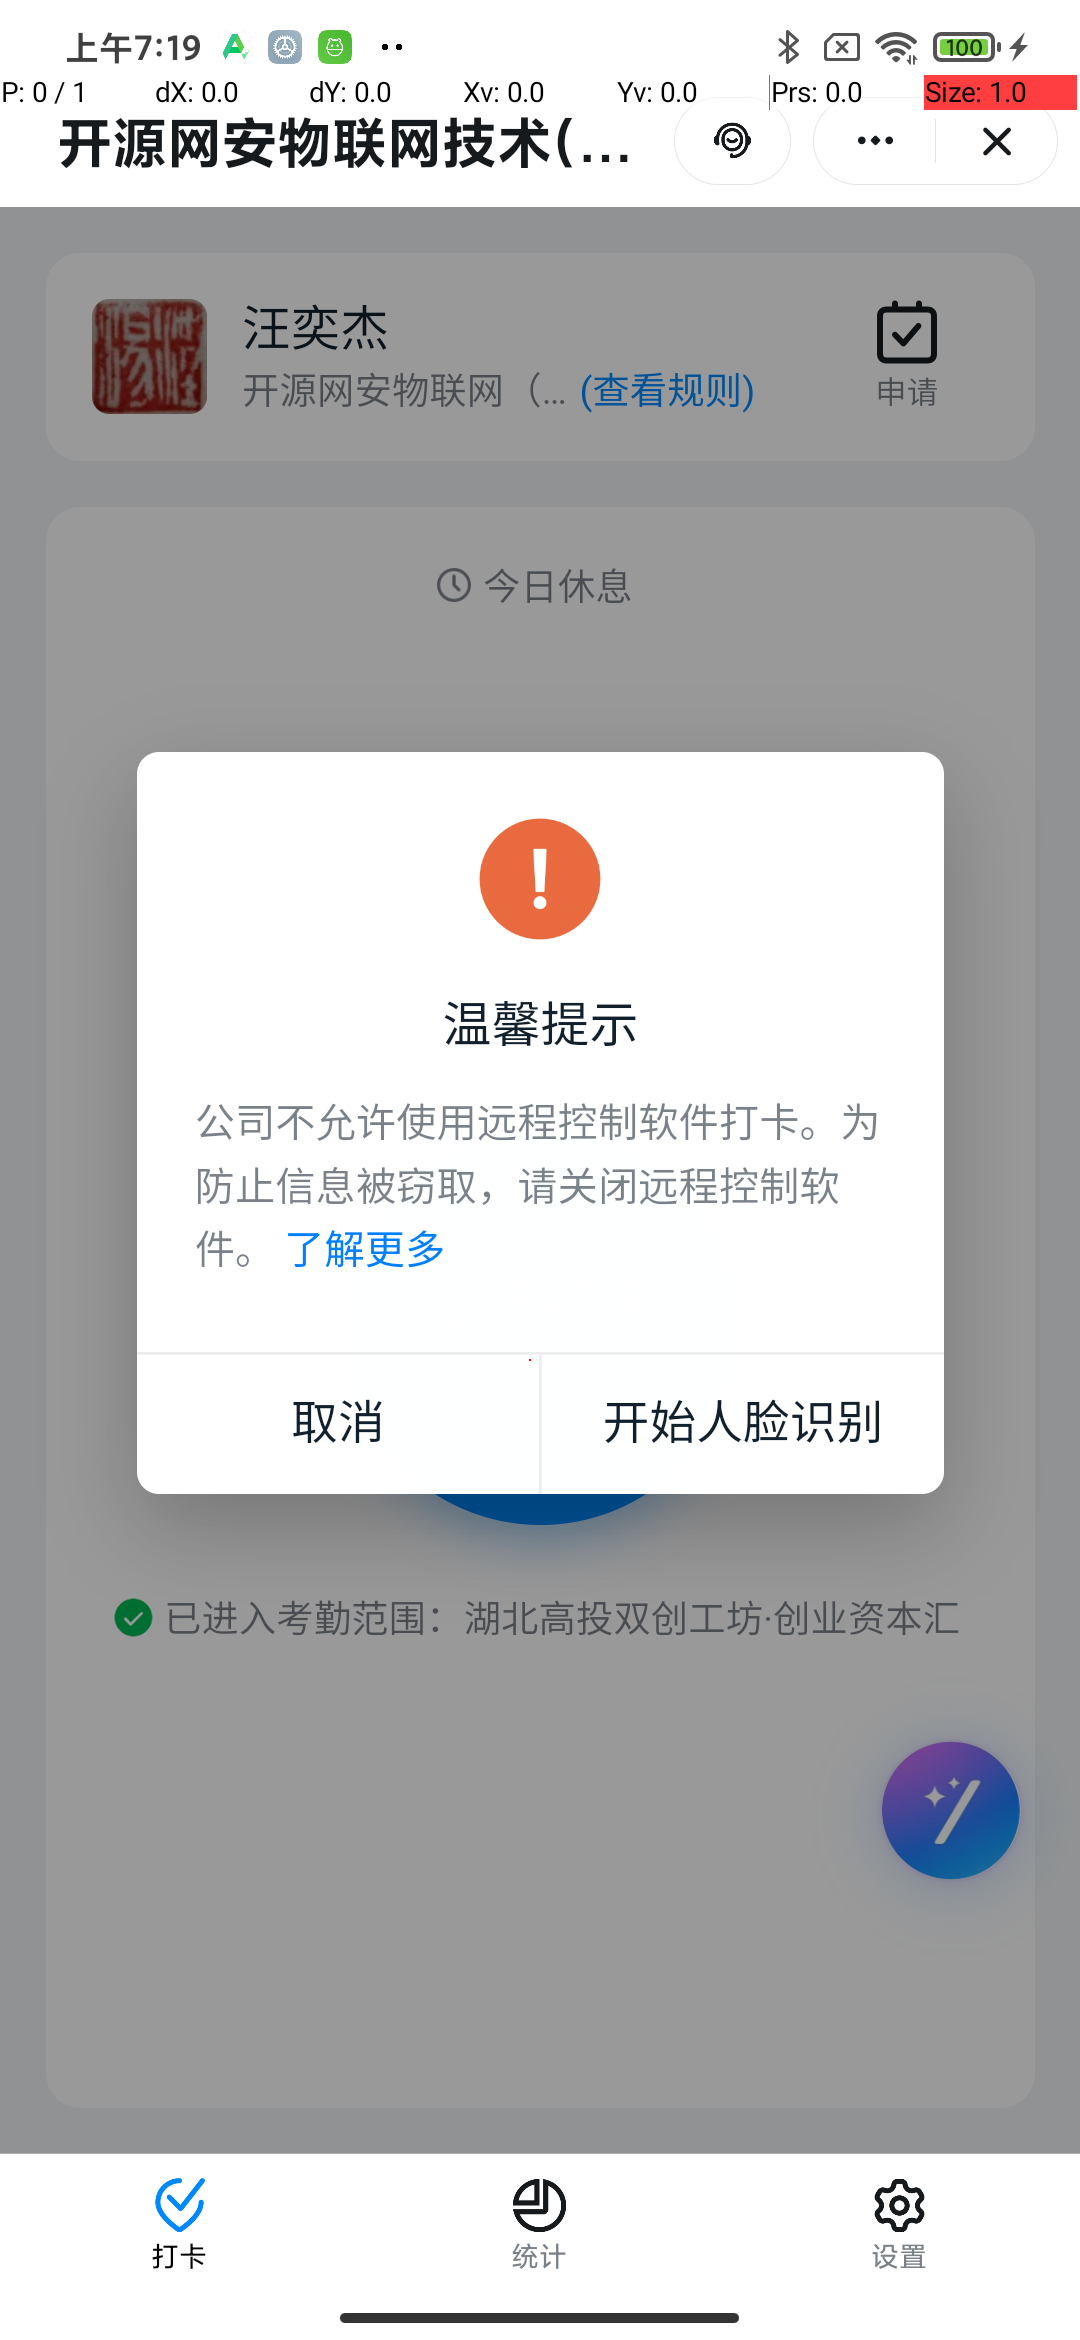 上午7:19
100
P: 0 / 1 dX: 0.0 dY: 0.0 Xv: 0.0 Yv: 0.0 Prs: 0.0 Size: 1.0
开源网安物联网技术(...
汪奕杰
开源网安物联网（... (查看规则)
申请
今日休息
温馨提示
公司不允许使用远程控制软件打卡。为
防止信息被窃取，请关闭远程控制软
件。 了解更多
取消
开始人脸识别
已进入考勤范围：湖北高投双创工坊·创业资本汇
打卡
统计
设置